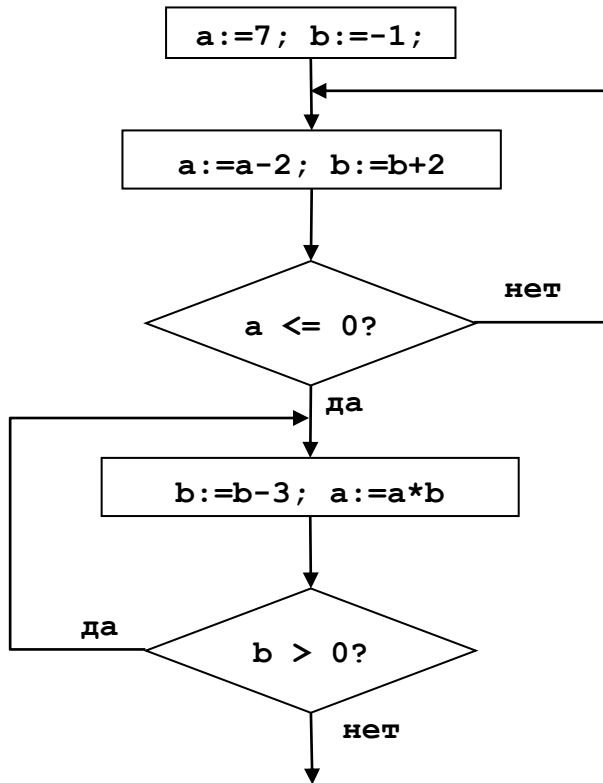 a:=7; b:=-1;
a:=a-2; b:=b+2
нет
a <= 0?
да
b:=b-3; a:=a*b
да
b > 0?
нет